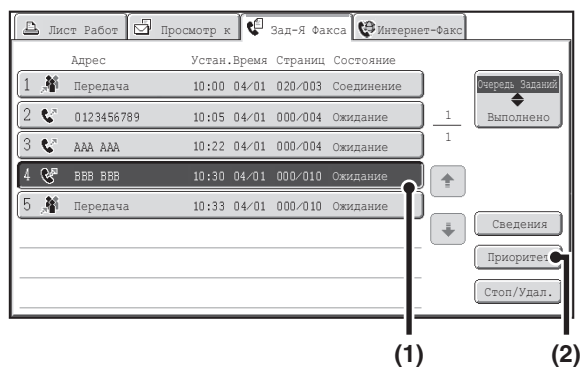 Лист Работ Просмотр к Зад-Я Факса Интернет-Факс
Адрес Устан.Время Страниц Состояние
1 Передача 10:00 04/01 020/003 Соединение
2 0123456789 10:05 04/01 000/004 Ожидание
3 AAA AAA 10:22 04/01 000/004 Ожидание
4 BBB BBB 10:30 04/01 000/010 Ожидание
5 Передача 10:33 04/01 000/010 Ожидание
Очередь Заданий
Выполнено
1
1
Сведения
Приоритет
Стоп/Удал.
(1) (2)